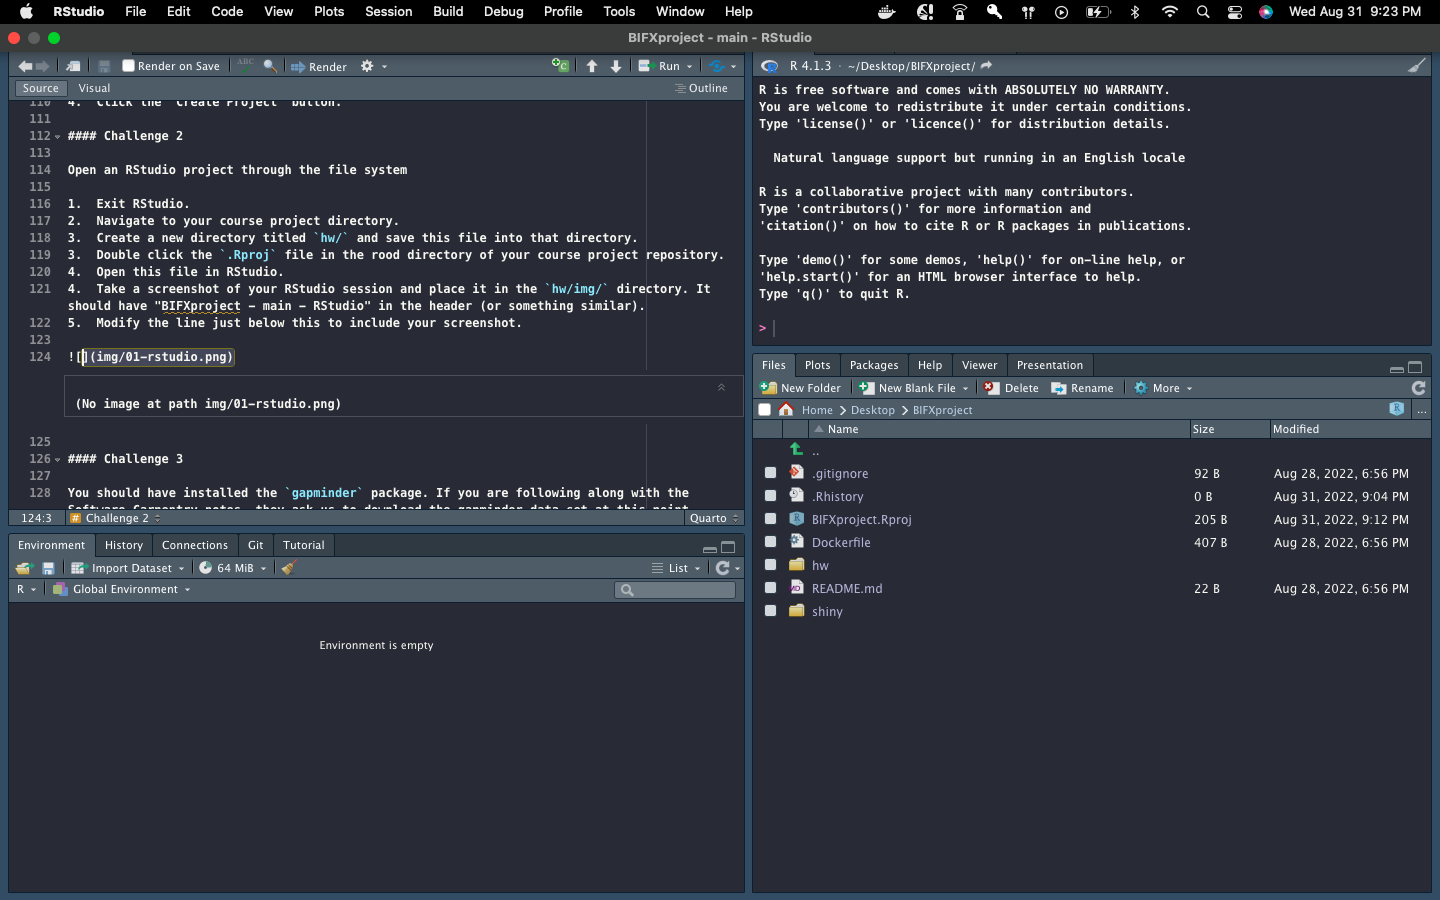 RStudio File Edit Code View Plots Session Build Debug Profile Tools Window Help Wed Aug 31 9:23 PM
BIFXproject - main - RStudio
Render on Save ABC Render Run
Source Visual Outline
110 4. Click the "Create Project" button.
111
112 #### Challenge 2
113
114 Open an RStudio project through the file system
115
116 1. Exit RStudio.
117 2. Navigate to your course project directory.
118 3. Create a new directory titled `hw/` and save this file into that directory.
119 3. Double click the `.Rproj` file in the rood directory of your course project repository.
120 4. Open this file in RStudio.
121 4. Take a screenshot of your RStudio session and place it in the `hw/img/` directory. It
should have "BIFXproject - main - RStudio" in the header (or something similar).
122 5. Modify the line just below this to include your screenshot.
123
124 ![](img/01-rstudio.png)
(No image at path img/01-rstudio.png)
125
126 #### Challenge 3
127
128 You should have installed the `gapminder` package. If you are following along with the
Software Carpentry notes, they ask us to download the gapminder data set at this point.
124:3 # Challenge 2 Quarto
Environment History Connections Git Tutorial
Import Dataset 64 MiB List
R Global Environment
Environment is empty
R 4.1.3 · ~/Desktop/BIFXproject/
R is free software and comes with ABSOLUTELY NO WARRANTY.
You are welcome to redistribute it under certain conditions.
Type 'license()' or 'licence()' for distribution details.
Natural language support but running in an English locale
R is a collaborative project with many contributors.
Type 'contributors()' for more information and
'citation()' on how to cite R or R packages in publications.
Type 'demo()' for some demos, 'help()' for on-line help, or
'help.start()' for an HTML browser interface to help.
Type 'q()' to quit R.
>
Files Plots Packages Help Viewer Presentation
New Folder New Blank File Delete Rename More
Home Desktop BIFXproject ...
Name Size Modified
..
.gitignore 92 B Aug 28, 2022, 6:56 PM
.Rhistory 0 B Aug 31, 2022, 9:04 PM
BIFXproject.Rproj 205 B Aug 31, 2022, 9:12 PM
Dockerfile 407 B Aug 28, 2022, 6:56 PM
hw
README.md 22 B Aug 28, 2022, 6:56 PM
shiny